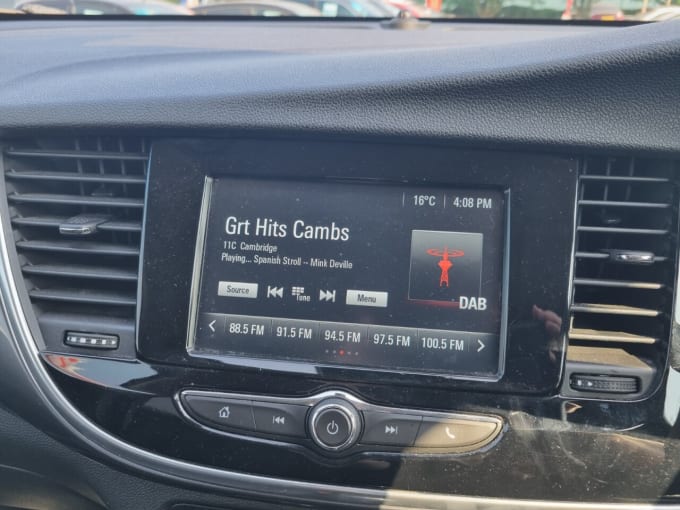 16°C 4:08 PM
Grt Hits Cambs
11C Cambridge
Playing... Spanish Stroll -- Mink Deville
Source Tune Menu
DAB
88.5 FM 91.5 FM 94.5 FM 97.5 FM 100.5 FM